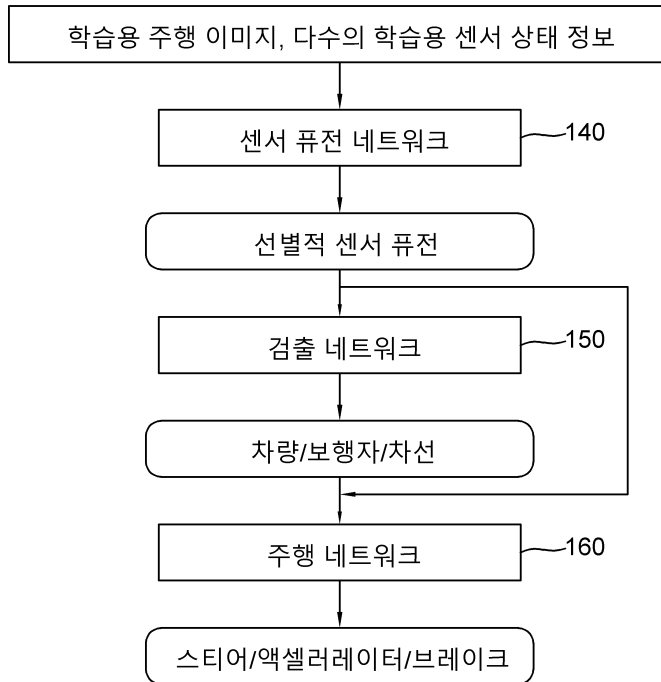 학습용 주행 이미지, 다수의 학습용 센서 상태 정보
센서 퓨전 네트워크
140
선별적 센서 퓨전
검출 네트워크
150
차량/보행자/차선
주행 네트워크
160
스티어/액셀러레이터/브레이크